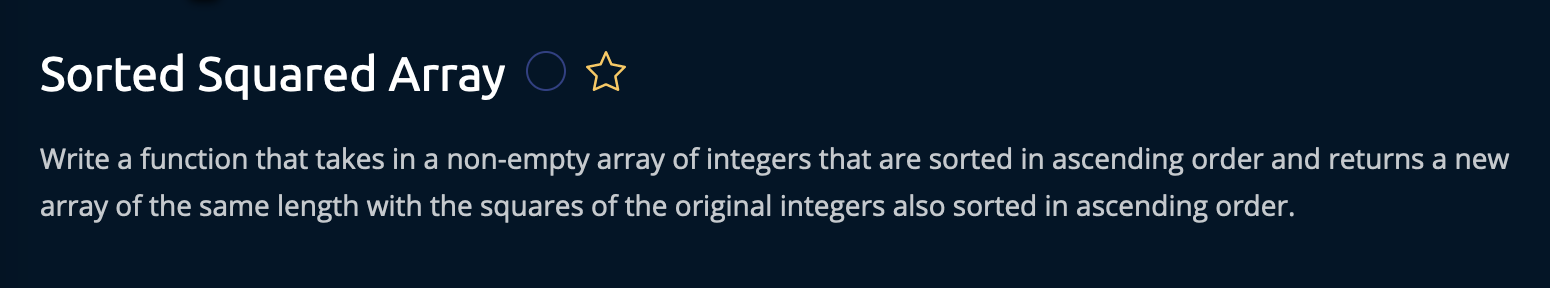 Sorted Squared Array
Write a function that takes in a non-empty array of integers that are sorted in ascending order and returns a new
array of the same length with the squares of the original integers also sorted in ascending order.